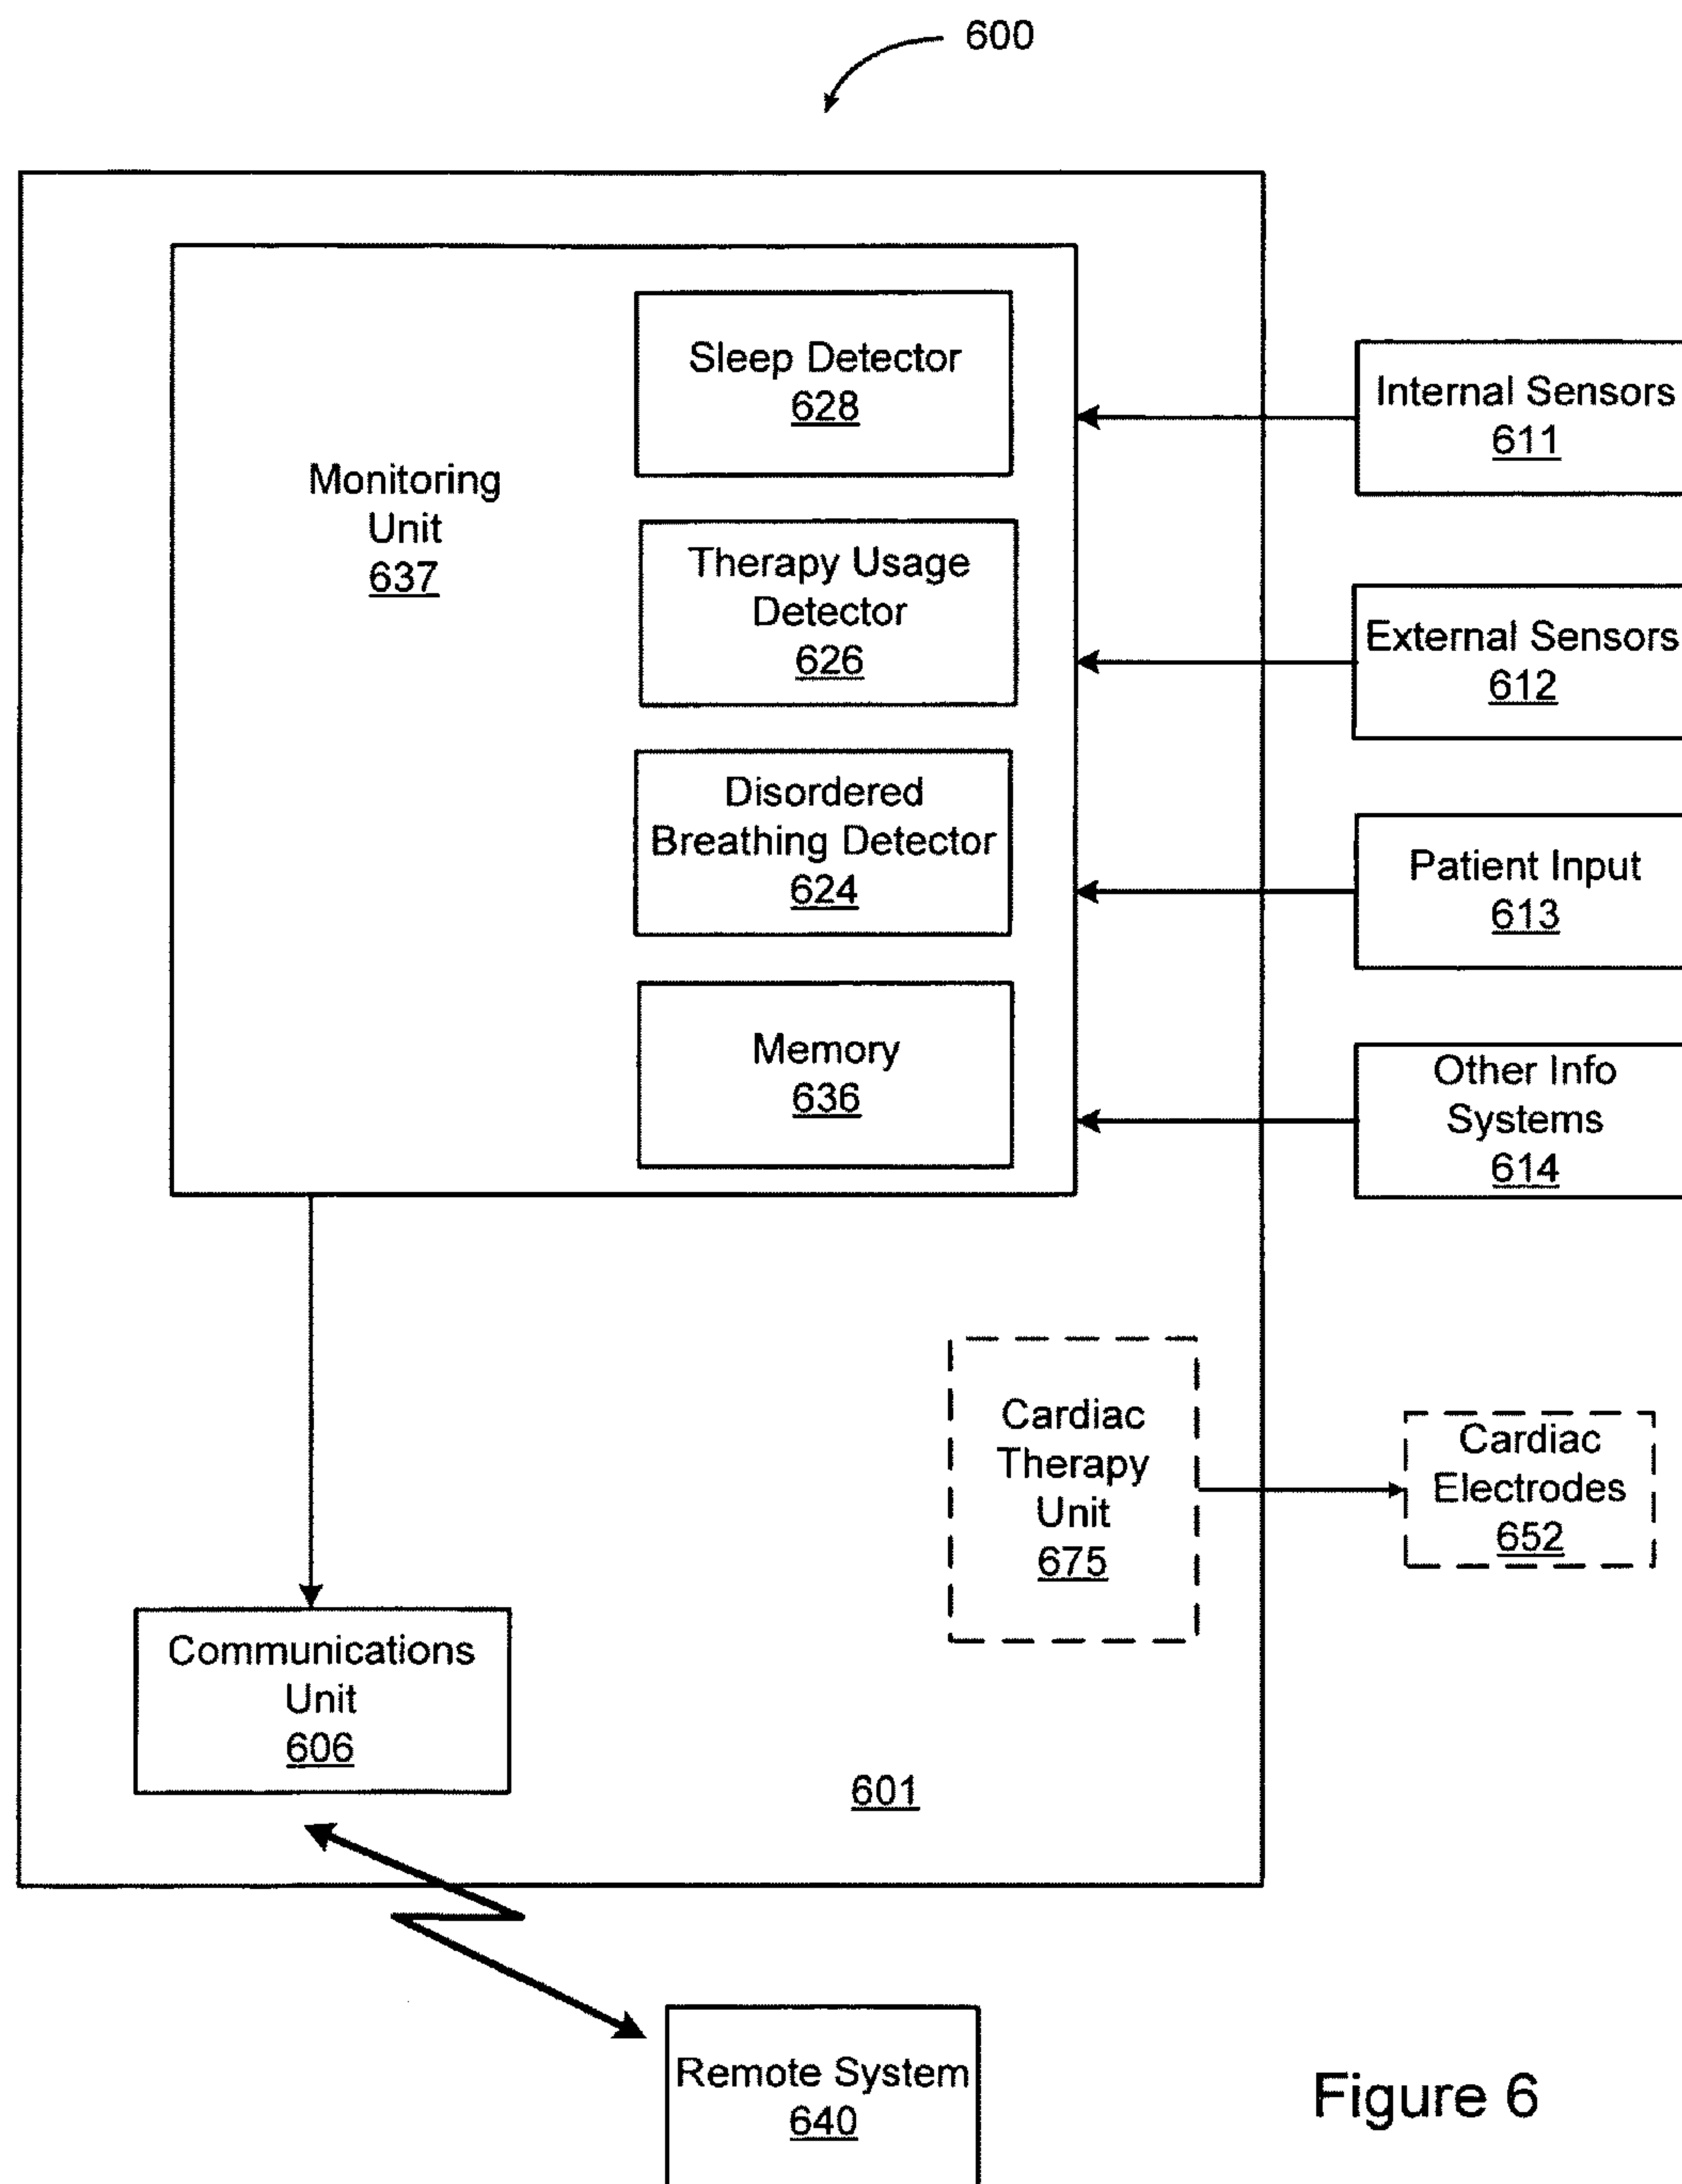 600
Sleep Detector
628
Monitoring
Unit
637
Therapy Usage
Detector
626
Disordered
Breathing Detector
624
Memory
636
Internal Sensors
611
External Sensors
612
Patient Input
613
Other Info
Systems
614
Cardiac
Therapy
Unit
675
Cardiac
Electrodes
652
Communications
Unit
606
601
Remote System
640
Figure 6